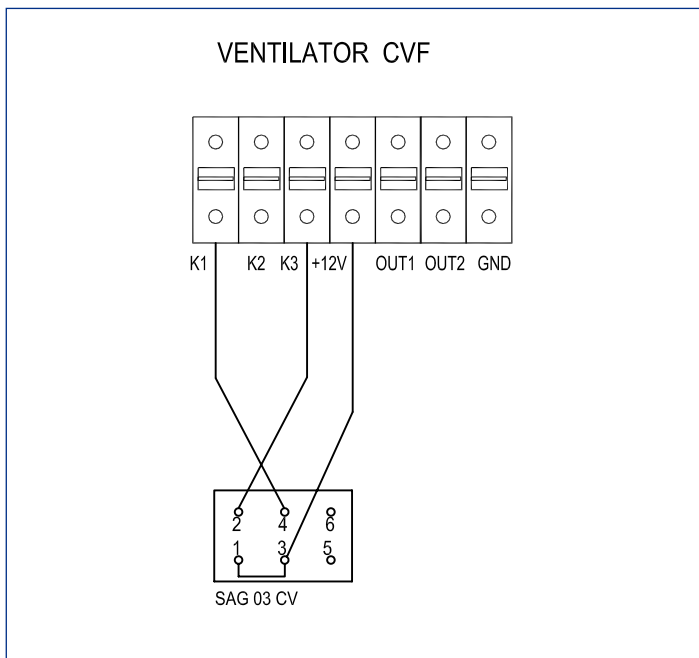 VENTILATOR CVF
K1 K2 K3 +12V OUT1 OUT2 GND
2 4 6
1 3 5
SAG 03 CV